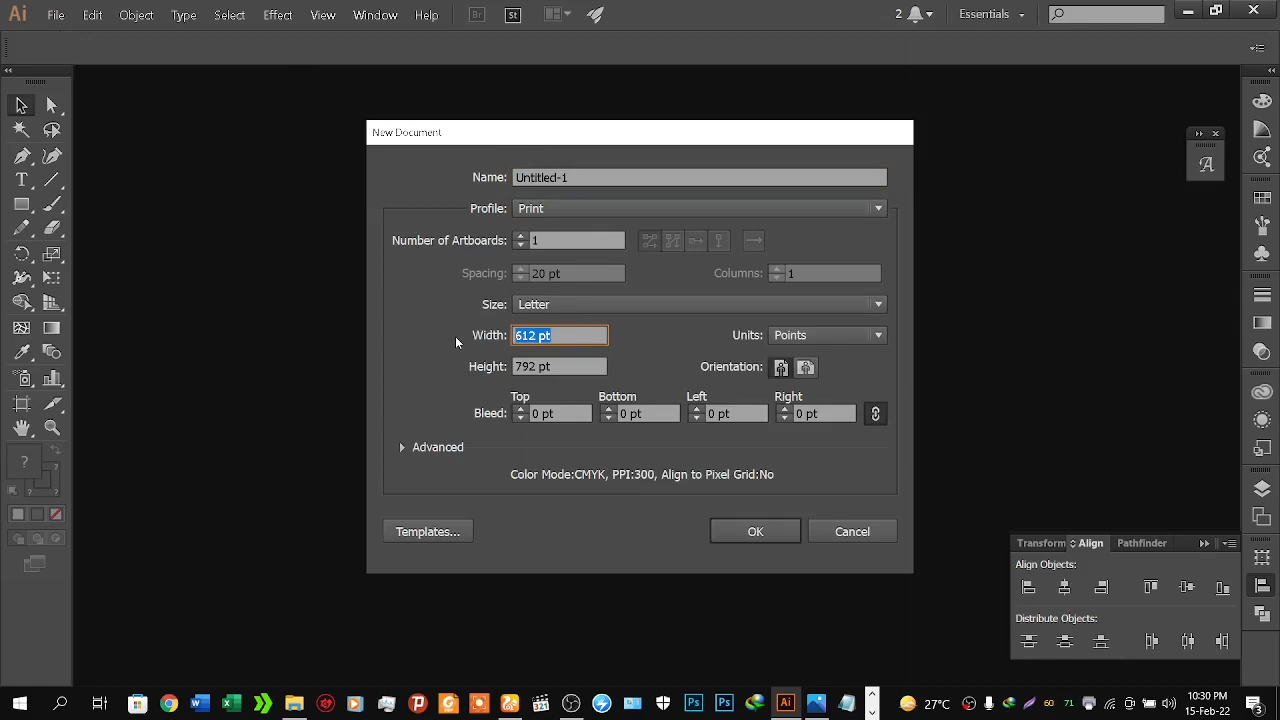 Ai File Edit Object Type Select Effect View Window Help Br St 2 Essentials
New Document
Name: Untitled-1
Profile: Print
Number of Artboards: 1
Spacing: 20 pt Columns: 1
Size: Letter
Width: 612 pt Units: Points
Height: 792 pt Orientation:
Top Bottom Left Right
Bleed: 0 pt 0 pt 0 pt 0 pt
Advanced
Color Mode:CMYK, PPI:300, Align to Pixel Grid:No
Templates... OK Cancel
Transform Align Pathfinder
Align Objects:
Distribute Objects:
27°C 60 71 10:30 PM
15-Feb-22 3